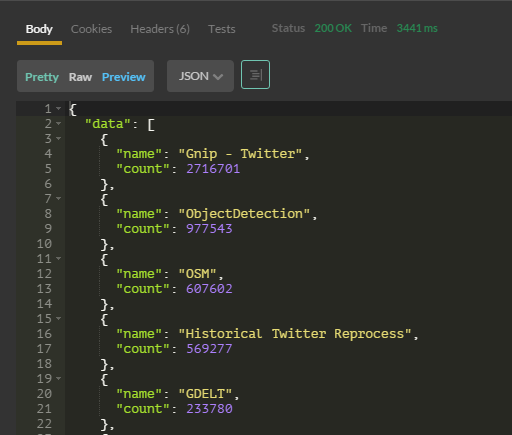 Body Cookies Headers (6) Tests Status 200 OK Time 3441 ms
Pretty Raw Preview JSON
1 {
2 "data": [
3 {
4 "name": "Gnip - Twitter",
5 "count": 2716701
6 },
7 {
8 "name": "ObjectDetection",
9 "count": 977543
10 },
11 {
12 "name": "OSM",
13 "count": 607602
14 },
15 {
16 "name": "Historical Twitter Reprocess",
17 "count": 569277
18 },
19 {
20 "name": "GDELT",
21 "count": 233780
22 },